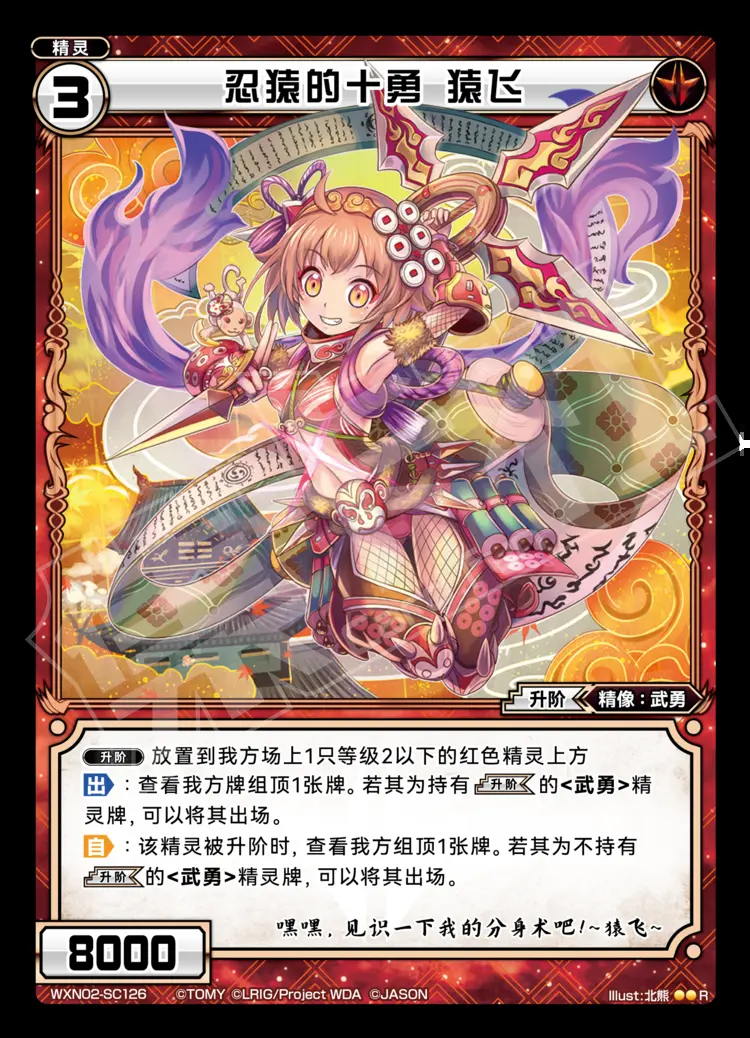 精灵
3
忍猿的十勇 猿飞
升阶 精像：武勇
升阶 放置到我方场上1只等级2以下的红色精灵上方
出：查看我方牌组顶1张牌。若其为持有升阶的<武勇>精
灵牌，可以将其出场。
自：该精灵被升阶时，查看我方组顶1张牌。若其为不持有
升阶的<武勇>精灵牌，可以将其出场。
嘿嘿，见识一下我的分身术吧!~猿飞~
8000
WXN02-SC126 ©TOMY ©LRIG/Project WDA ©JASON Illust:北熊 R